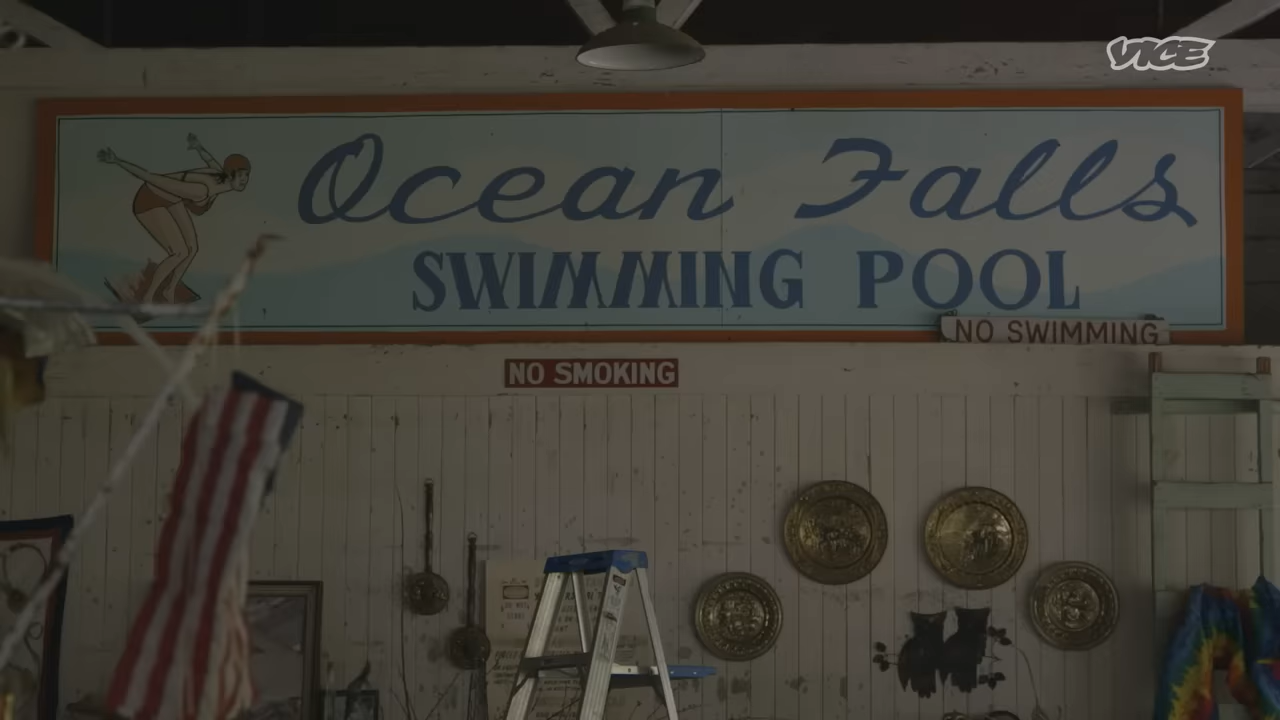 VICE
Ocean Falls
SWIMMING POOL
NO SWIMMING
NO SMOKING